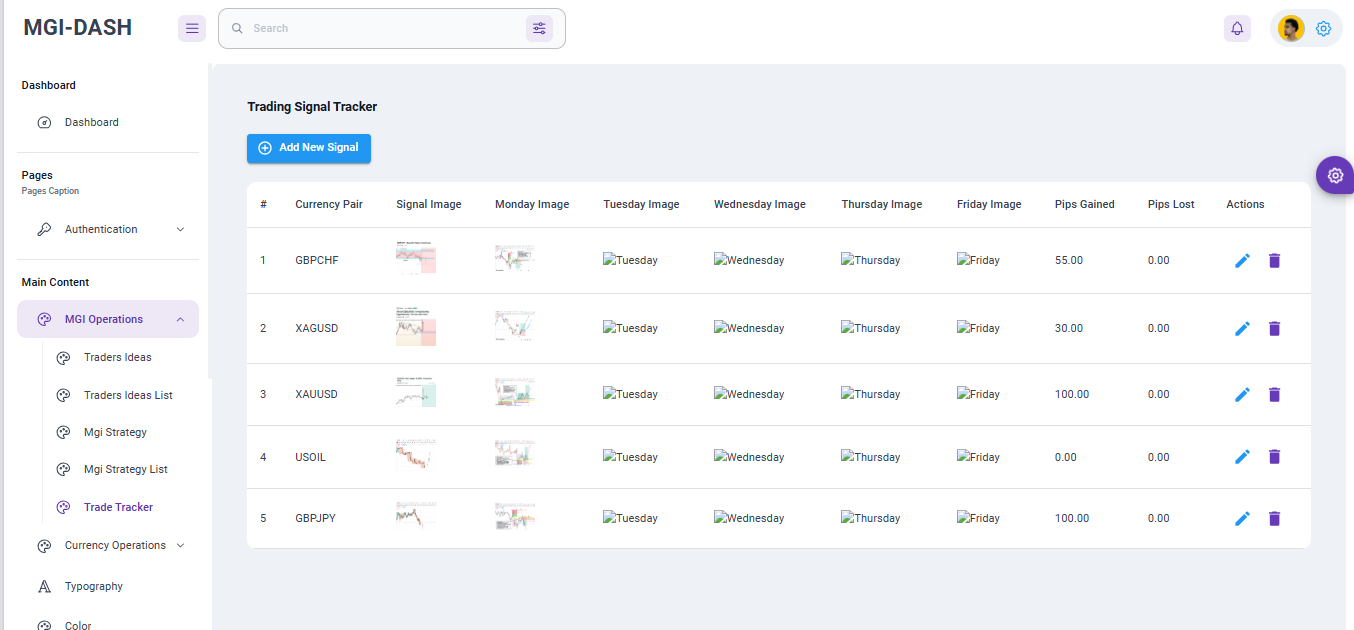 MGI-DASH
Search
Dashboard
Dashboard
Pages
Pages Caption
Authentication
Main Content
MGI Operations
Traders Ideas
Traders Ideas List
Mgi Strategy
Mgi Strategy List
Trade Tracker
Currency Operations
Typography
Color
Trading Signal Tracker
Add New Signal
# Currency Pair Signal Image Monday Image Tuesday Image Wednesday Image Thursday Image Friday Image Pips Gained Pips Lost Actions
1 GBPCHF Tuesday Wednesday Thursday Friday 55.00 0.00
2 XAGUSD Tuesday Wednesday Thursday Friday 30.00 0.00
3 XAUUSD Tuesday Wednesday Thursday Friday 100.00 0.00
4 USOIL Tuesday Wednesday Thursday Friday 0.00 0.00
5 GBPJPY Tuesday Wednesday Thursday Friday 100.00 0.00